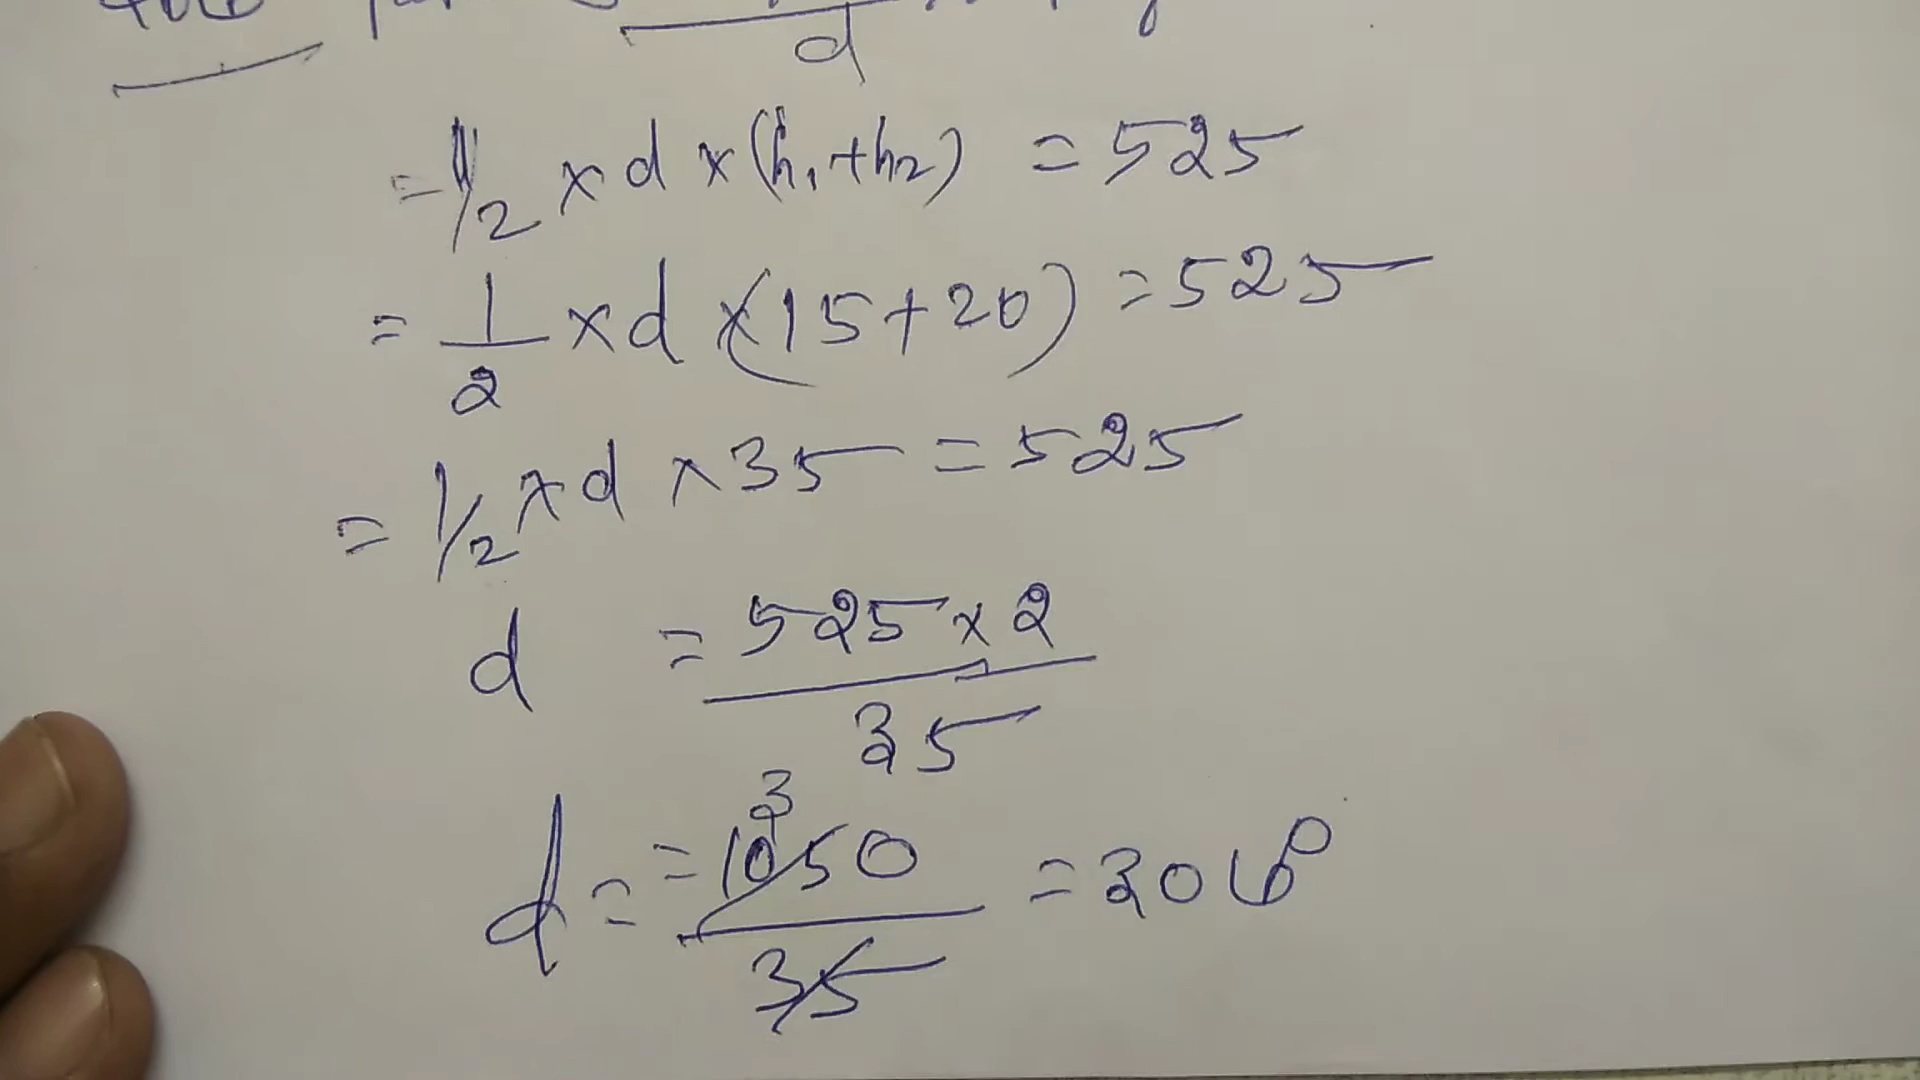 d
= 1/2 × d × (h₁+h₂) = 525
= 1/2 × d × (15+20) = 525
= 1/2 × d × 35 = 525
d = 525×2/35
3
d = = 1050/35 = 30 மீ